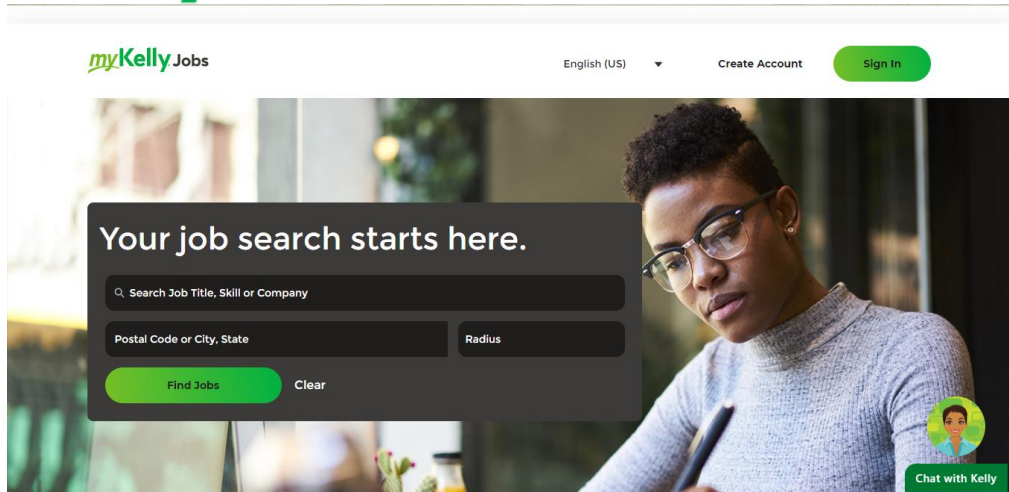 myKelly Jobs
English (US)
Create Account
Sign In
Your job search starts here.
Search Job Title, Skill or Company
Postal Code or City, State
Radius
Find Jobs
Clear
Chat with Kelly